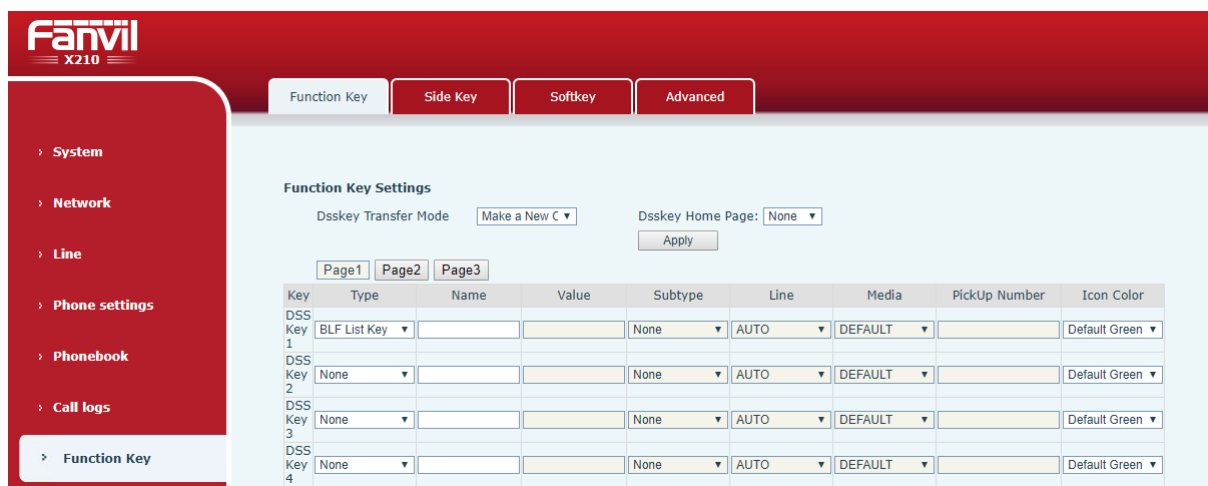 Fanvil
X210
Function Key Side Key Softkey Advanced
System
Network
Line
Phone settings
Phonebook
Call logs
Function Key
Function Key Settings
Dsskey Transfer Mode Make a New C Dsskey Home Page: None
Apply
Page1 Page2 Page3
Key Type Name Value Subtype Line Media PickUp Number Icon Color
DSS Key 1 BLF List Key None AUTO DEFAULT Default Green
DSS Key 2 None None AUTO DEFAULT Default Green
DSS Key 3 None None AUTO DEFAULT Default Green
DSS Key 4 None None AUTO DEFAULT Default Green